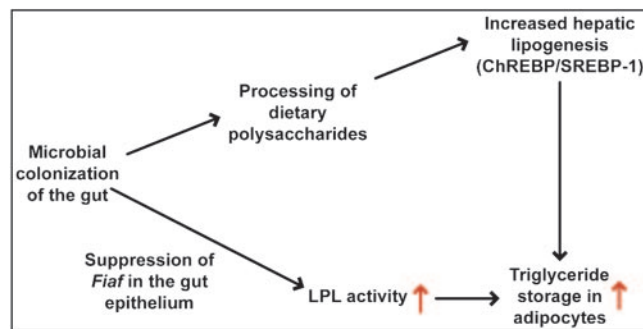 Increased hepatic
lipogenesis
(ChREBP/SREBP-1)
Processing of
dietary
polysaccharides
Microbial
colonization
of the gut
Suppression of
Fiaf in the gut
epithelium
LPL activity
Triglyceride
storage in
adipocytes